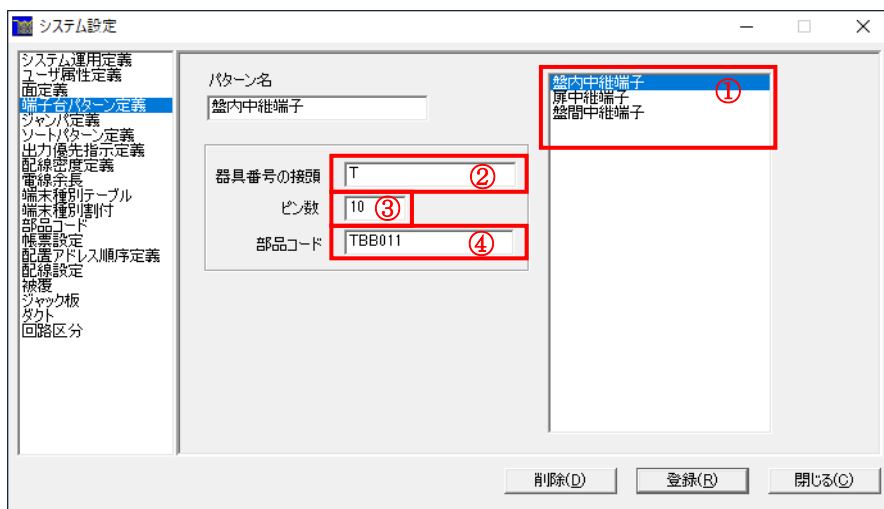 システム設定
システム運用定義
ユーザ属性定義
面定義
端子台パターン定義
ジャンパ定義
ソートパターン定義
出力優先指示定義
配線密度定義
電線余長
端末種別テーブル
端末種別割付
部品コード
帳票設定
配置アドレス順序定義
配線設定
被覆
ジャック板
ダクト
回路区分
パターン名
盤内中継端子
器具番号の接頭
T
②
ピン数
10
③
部品コード
TBB011
④
盤内中継端子
扉中継端子
盤間中継端子
①
削除(D)
登録(R)
閉じる(C)